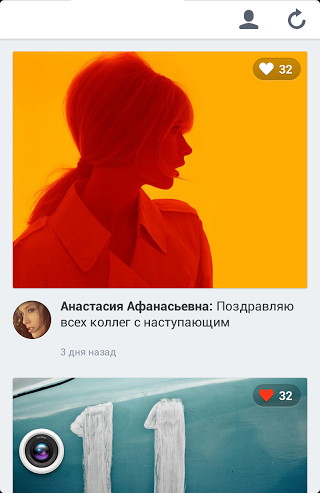 32
Анастасия Афанасьевна: Поздравляю
всех коллег с наступающим
3 дня назад
32
11